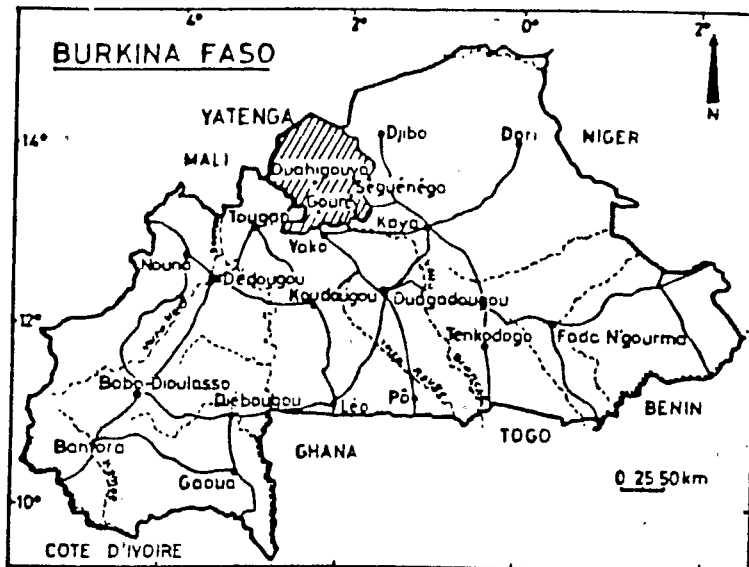 4° 2° 0° 2°
BURKINA FASO
N
YATENGA
14°
Djibo
Dori
NIGER
MALI
Ouahigouya
Séguénéga
Gourcy
Tougan
Kaya
Yako
Nouna
Dédougou
Koudougou
Ouagadougou
12°
Tenkodogo
Fada N'gourma
Bobo-Dioulasso
Diébougou
Léo
Pô
BENIN
Banfora
GHANA
TOGO
Gaoua
0 25 50 km
10°
COTE D'IVOIRE